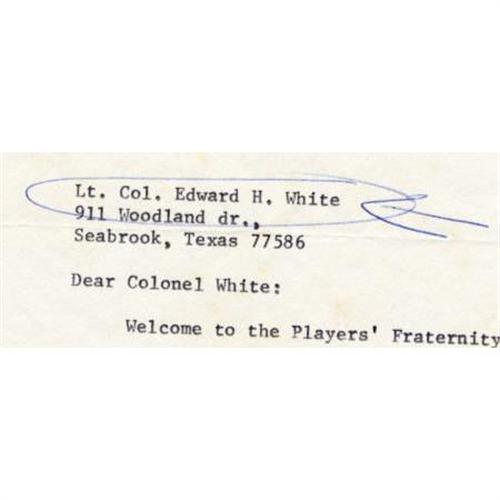 Lt. Col. Edward H. White
911 Woodland dr.,
Seabrook, Texas 77586
Dear Colonel White:
Welcome to the Players' Fraternity